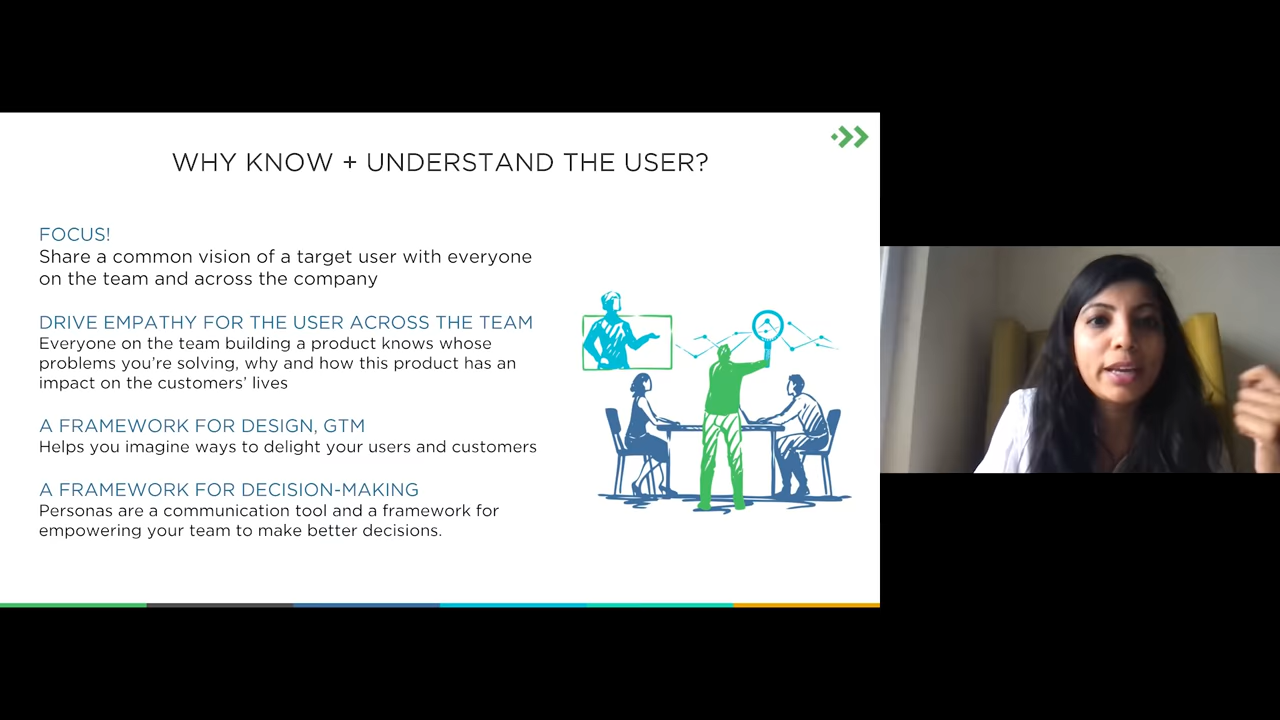 WHY KNOW + UNDERSTAND THE USER?
FOCUS!
Share a common vision of a target user with everyone
on the team and across the company
DRIVE EMPATHY FOR THE USER ACROSS THE TEAM
Everyone on the team building a product knows whose
problems you're solving, why and how this product has an
impact on the customers' lives
A FRAMEWORK FOR DESIGN, GTM
Helps you imagine ways to delight your users and customers
A FRAMEWORK FOR DECISION-MAKING
Personas are a communication tool and a framework for
empowering your team to make better decisions.